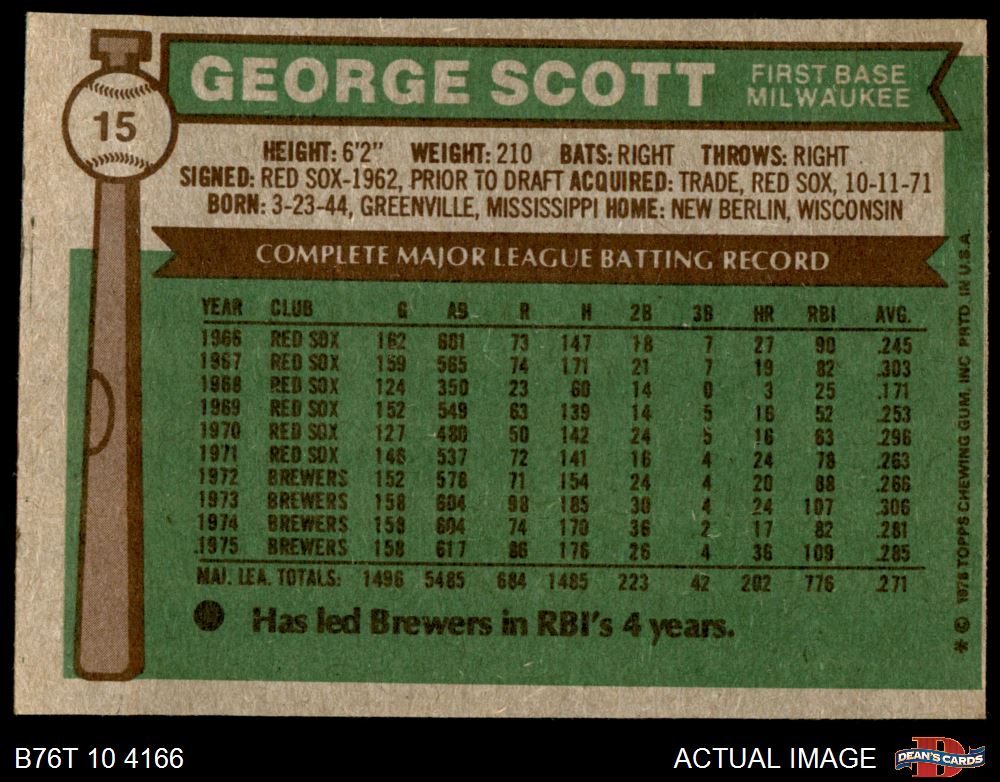 15
GEORGE SCOTT FIRST BASE
MILWAUKEE
HEIGHT: 6'2" WEIGHT: 210 BATS: RIGHT THROWS: RIGHT
SIGNED: RED SOX-1962, PRIOR TO DRAFT ACQUIRED: TRADE, RED SOX, 10-11-71
BORN: 3-23-44, GREENVILLE, MISSISSIPPI HOME: NEW BERLIN, WISCONSIN
COMPLETE MAJOR LEAGUE BATTING RECORD
YEAR CLUB G AB R H 2B 3B HR RBI AVG.
1966 RED SOX 162 601 73 147 18 7 27 90 .245
1967 RED SOX 159 565 74 171 21 7 19 82 .303
1968 RED SOX 124 350 23 60 14 0 3 25 .171
1969 RED SOX 152 549 63 139 14 5 16 52 .253
1970 RED SOX 127 480 50 142 24 5 16 63 .296
1971 RED SOX 146 537 72 141 16 4 24 78 .263
1972 BREWERS 152 578 71 154 24 4 20 88 .266
1973 BREWERS 158 604 98 185 30 4 24 107 .306
1974 BREWERS 158 604 74 170 36 2 17 82 .281
1975 BREWERS 158 617 86 176 26 4 36 109 .285
MAJ. LEA. TOTALS: 1496 5485 684 1485 223 42 202 776 .271
Has led Brewers in RBI's 4 years.
* © 1976 TOPPS CHEWING GUM, INC PRTD. IN U.S.A.
B76T 10 4166 ACTUAL IMAGE
D
DEAN'S CARDS